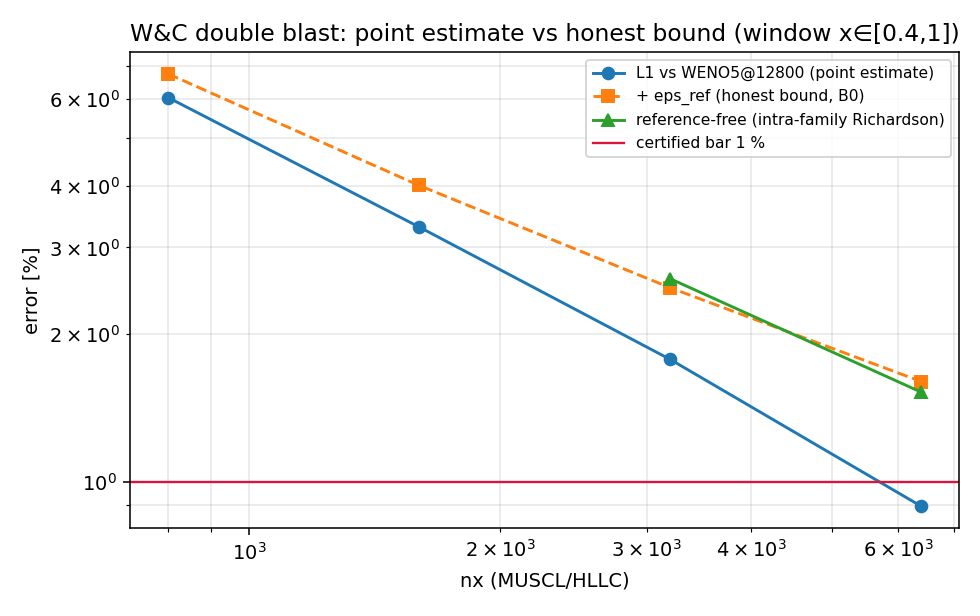 W&C double blast: point estimate vs honest bound (window x∈[0.4,1])
L1 vs WENO5@12800 (point estimate)
+ eps_ref (honest bound, B0)
reference-free (intra-family Richardson)
certified bar 1 %
error [%]
6 × 10⁰
4 × 10⁰
3 × 10⁰
2 × 10⁰
10⁰
10³
2 × 10³
3 × 10³
4 × 10³
6 × 10³
nx (MUSCL/HLLC)